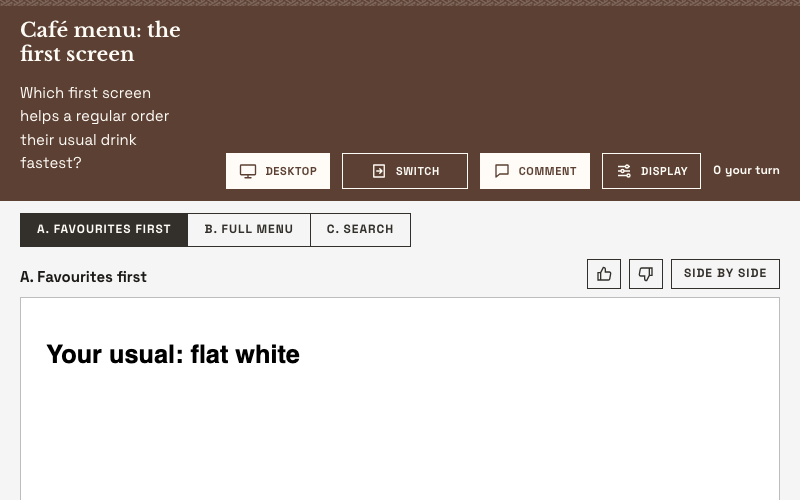 Café menu: the
first screen
Which first screen
helps a regular order
their usual drink
fastest?
DESKTOP
SWITCH
COMMENT
DISPLAY
0 your turn
A. FAVOURITES FIRST
B. FULL MENU
C. SEARCH
A. Favourites first
SIDE BY SIDE
Your usual: flat white